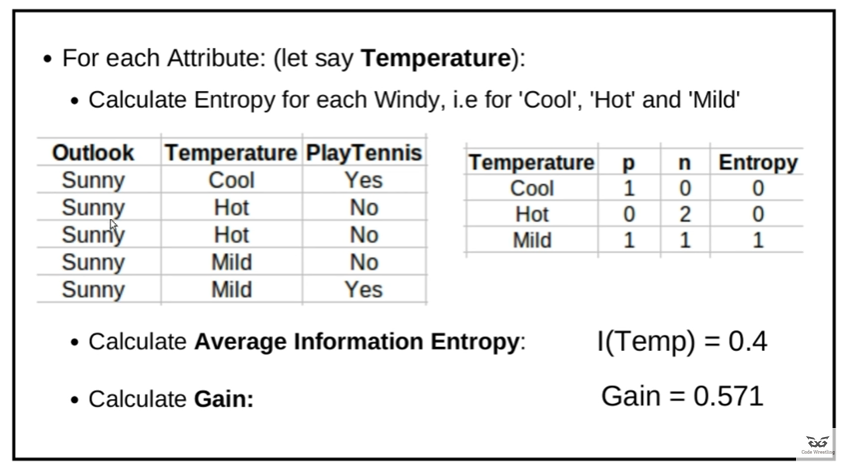 • For each Attribute: (let say Temperature):
• Calculate Entropy for each Windy, i.e for 'Cool', 'Hot' and 'Mild'
Outlook Temperature PlayTennis
Sunny Cool Yes
Sunny Hot No
Sunny Hot No
Sunny Mild No
Sunny Mild Yes
Temperature p n Entropy
Cool 1 0 0
Hot 0 2 0
Mild 1 1 1
• Calculate Average Information Entropy: I(Temp) = 0.4
• Calculate Gain: Gain = 0.571
Code Wrestling